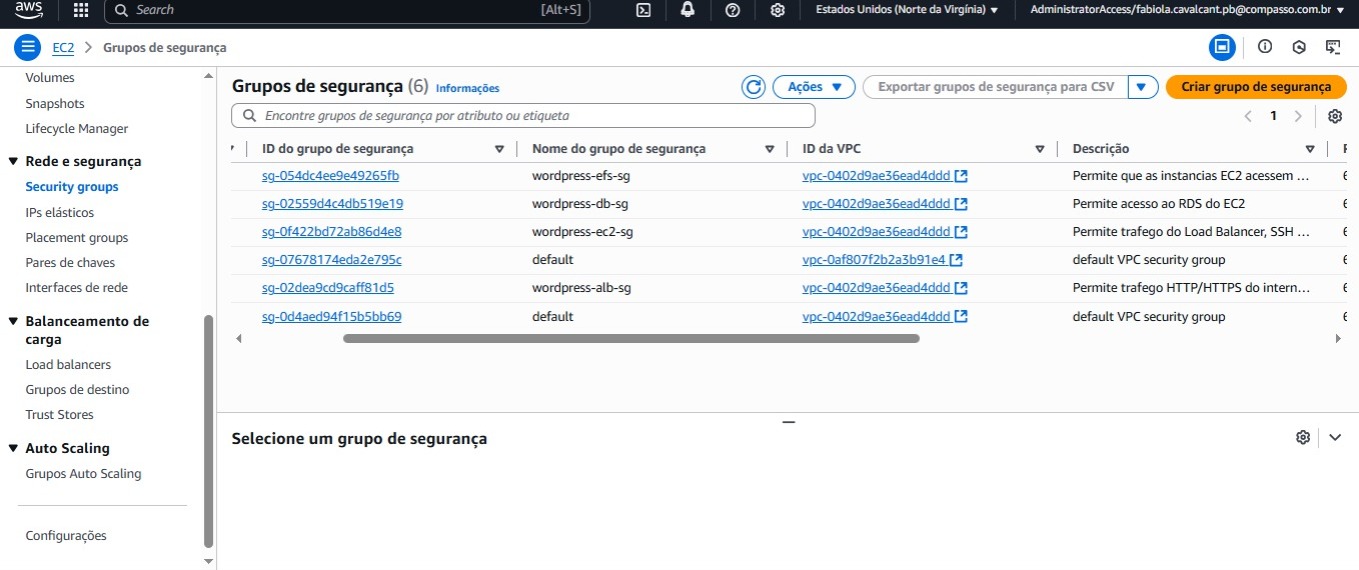 aws
Search [Alt+S] Estados Unidos (Norte da Virgínia) AdministratorAccess/fabiola.cavalcant.pb@compasso.com.br
EC2 > Grupos de segurança
Volumes
Snapshots
Lifecycle Manager
Rede e segurança
Security groups
IPs elásticos
Placement groups
Pares de chaves
Interfaces de rede
Balanceamento de
carga
Load balancers
Grupos de destino
Trust Stores
Auto Scaling
Grupos Auto Scaling
Configurações
Grupos de segurança (6) Informações Ações Exportar grupos de segurança para CSV Criar grupo de segurança
Encontre grupos de segurança por atributo ou etiqueta 1
ID do grupo de segurança Nome do grupo de segurança ID da VPC Descrição
sg-054dc4ee9e49265fb wordpress-efs-sg vpc-0402d9ae36ead4ddd Permite que as instancias EC2 acessem ...
sg-02559d4c4db519e19 wordpress-db-sg vpc-0402d9ae36ead4ddd Permite acesso ao RDS do EC2
sg-0f422bd72ab86d4e8 wordpress-ec2-sg vpc-0402d9ae36ead4ddd Permite trafego do Load Balancer, SSH ...
sg-07678174eda2e795c default vpc-0af807f2b2a3b91e4 default VPC security group
sg-02dea9cd9caff81d5 wordpress-alb-sg vpc-0402d9ae36ead4ddd Permite trafego HTTP/HTTPS do intern...
sg-0d4aed94f15b5bb69 default vpc-0402d9ae36ead4ddd default VPC security group
Selecione um grupo de segurança